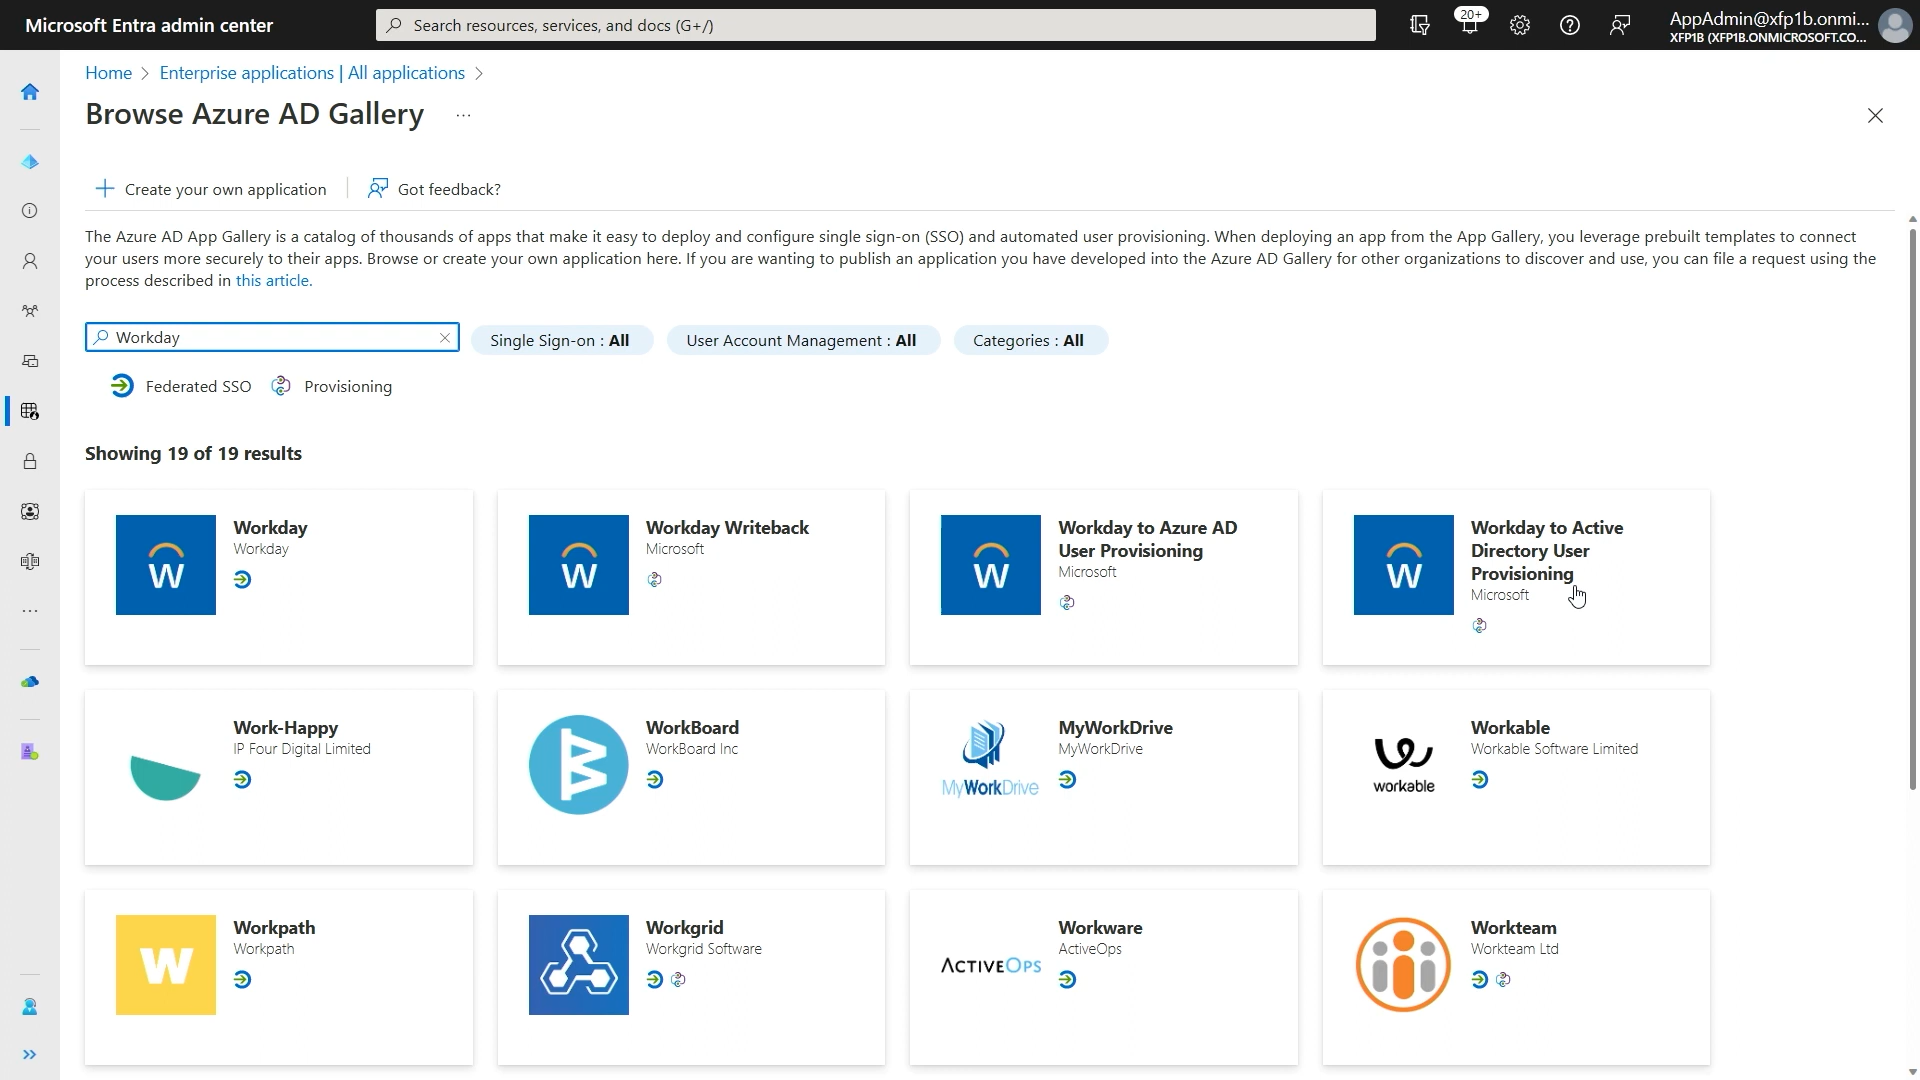 Microsoft Entra admin center
Search resources, services, and docs (G+/)
20+
AppAdmin@xfp1b.onmi...
XFP1B (XFP1B.ONMICROSOFT.CO...
Home > Enterprise applications | All applications >
Browse Azure AD Gallery ...
Create your own application
Got feedback?
The Azure AD App Gallery is a catalog of thousands of apps that make it easy to deploy and configure single sign-on (SSO) and automated user provisioning. When deploying an app from the App Gallery, you leverage prebuilt templates to connect
your users more securely to their apps. Browse or create your own application here. If you are wanting to publish an application you have developed into the Azure AD Gallery for other organizations to discover and use, you can file a request using the
process described in this article.
Workday
Single Sign-on : All
User Account Management : All
Categories : All
Federated SSO
Provisioning
Showing 19 of 19 results
W
Workday
Workday
W
Workday Writeback
Microsoft
W
Workday to Azure AD
User Provisioning
Microsoft
W
Workday to Active
Directory User
Provisioning
Microsoft
Work-Happy
IP Four Digital Limited
WorkBoard
WorkBoard Inc
MyWorkDrive
MyWorkDrive
MyWorkDrive
workable
Workable
Workable Software Limited
W
Workpath
Workpath
Workgrid
Workgrid Software
ACTIVEOPS
Workware
ActiveOps
Workteam
Workteam Ltd